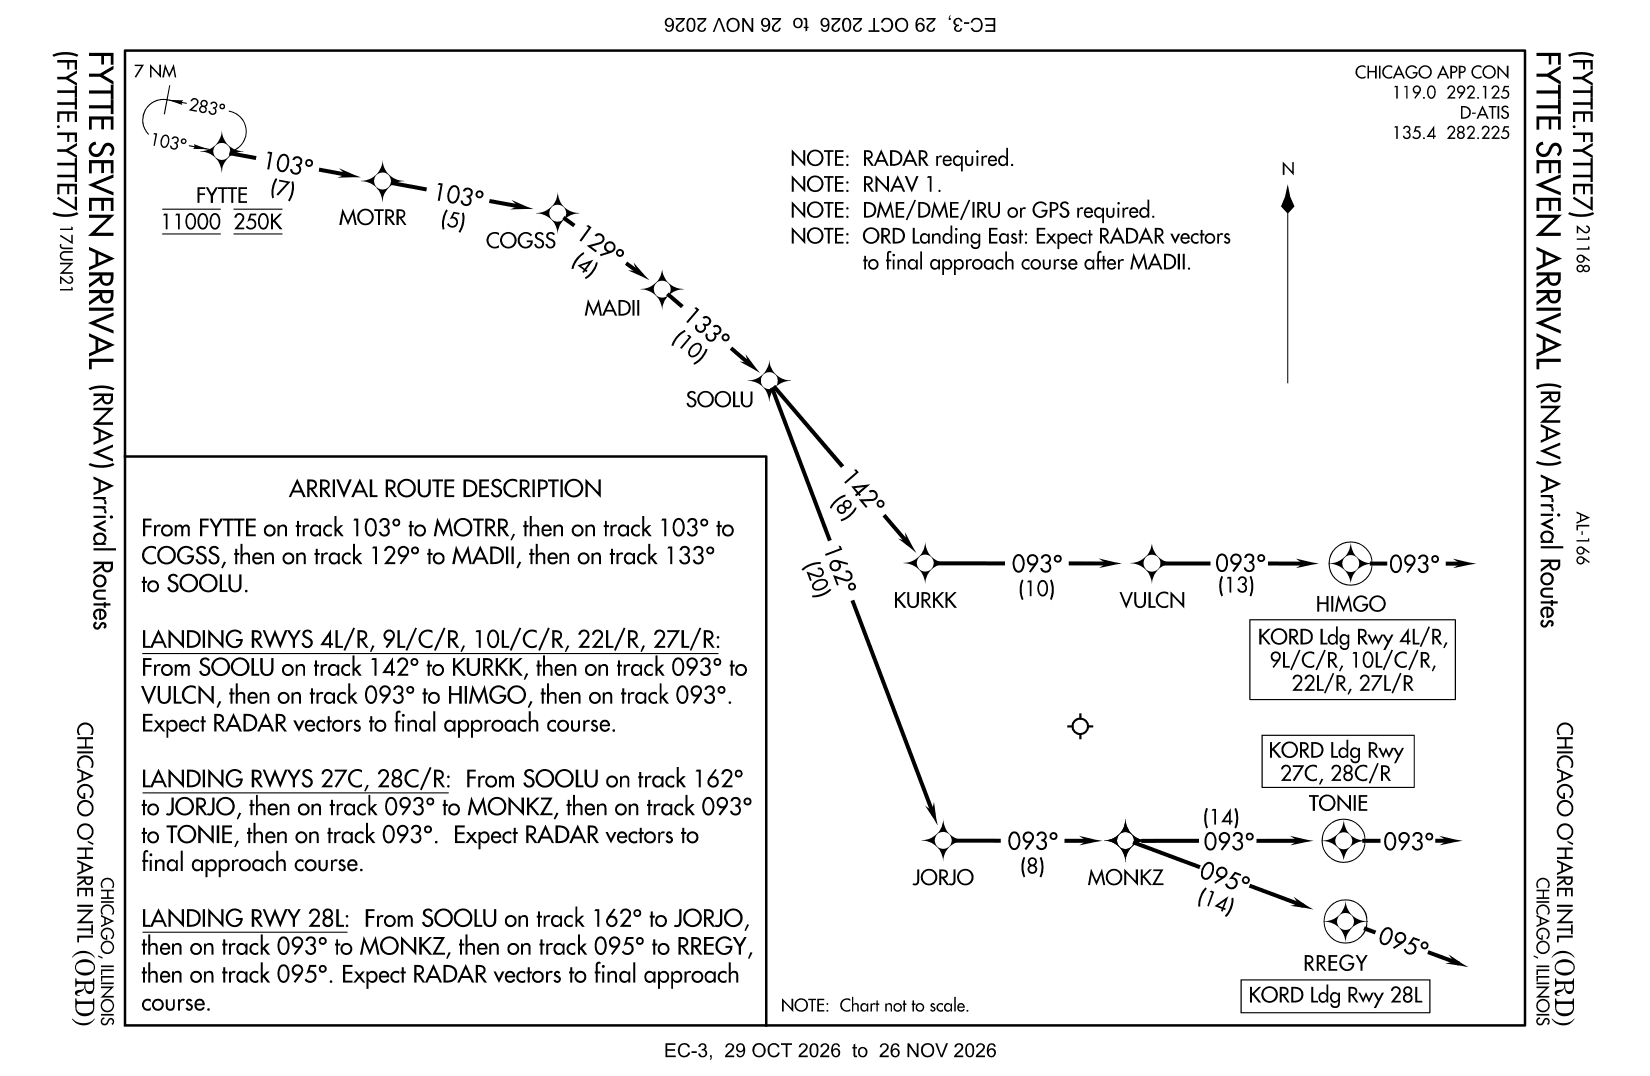 EC-3, 29 OCT 2026 to 26 NOV 2026
(FYTTE.FYTTE7) 17JUN21
FYTTE SEVEN ARRIVAL (RNAV) Arrival Routes
CHICAGO O'HARE INTL (ORD)
CHICAGO, ILLINOIS
(FYTTE.FYTTE7) 21168
AL-166
FYTTE SEVEN ARRIVAL (RNAV) Arrival Routes
CHICAGO O'HARE INTL (ORD)
CHICAGO, ILLINOIS
7 NM
283°
103°
FYTTE
11000 250K
103°
(7)
MOTRR
103°
(5)
COGSS
129°
(4)
MADII
133°
(10)
SOOLU
CHICAGO APP CON
119.0 292.125
D-ATIS
135.4 282.225
NOTE: RADAR required.
NOTE: RNAV 1.
NOTE: DME/DME/IRU or GPS required.
NOTE: ORD Landing East: Expect RADAR vectors
to final approach course after MADII.
N
142°
(8)
162°
(20)
KURKK
093°
(10)
VULCN
093°
(13)
HIMGO
093°
KORD Ldg Rwy 4L/R,
9L/C/R, 10L/C/R,
22L/R, 27L/R
KORD Ldg Rwy
27C, 28C/R
TONIE
JORJO
093°
(8)
MONKZ
(14)
093°
093°
095°
(14)
RREGY
095°
KORD Ldg Rwy 28L
ARRIVAL ROUTE DESCRIPTION
From FYTTE on track 103° to MOTRR, then on track 103° to
COGSS, then on track 129° to MADII, then on track 133°
to SOOLU.
LANDING RWYS 4L/R, 9L/C/R, 10L/C/R, 22L/R, 27L/R:
From SOOLU on track 142° to KURKK, then on track 093° to
VULCN, then on track 093° to HIMGO, then on track 093°.
Expect RADAR vectors to final approach course.
LANDING RWYS 27C, 28C/R: From SOOLU on track 162°
to JORJO, then on track 093° to MONKZ, then on track 093°
to TONIE, then on track 093°. Expect RADAR vectors to
final approach course.
LANDING RWY 28L: From SOOLU on track 162° to JORJO,
then on track 093° to MONKZ, then on track 095° to RREGY,
then on track 095°. Expect RADAR vectors to final approach
course.
NOTE: Chart not to scale.
EC-3, 29 OCT 2026 to 26 NOV 2026